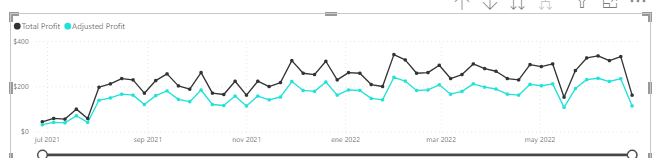 Total Profit Adjusted Profit
$400
$200
$0
jul 2021 sep 2021 nov 2021 ene 2022 mar 2022 may 2022